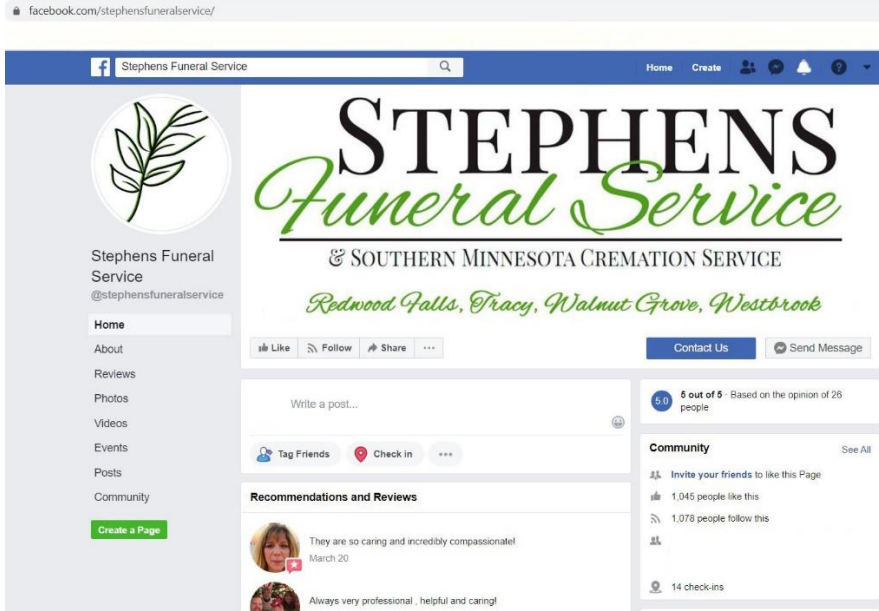 facebook.com/stephensfuneralservice/
Stephens Funeral Service
Home Create
STEPHENS
Funeral Service
& SOUTHERN MINNESOTA CREMATION SERVICE
Redwood Falls, Tracy, Walnut Grove, Westbrook
Stephens Funeral
Service
@stephensfuneralservice
Home
About
Reviews
Photos
Videos
Events
Posts
Community
Create a Page
Like Follow Share ...
Contact Us Send Message
Write a post...
Tag Friends Check in ...
Recommendations and Reviews
They are so caring and incredibly compassionate!
March 20
Always very professional , helpful and caring!
5.0 5 out of 5 · Based on the opinion of 26
people
Community See All
Invite your friends to like this Page
1,045 people like this
1,078 people follow this
14 check-ins